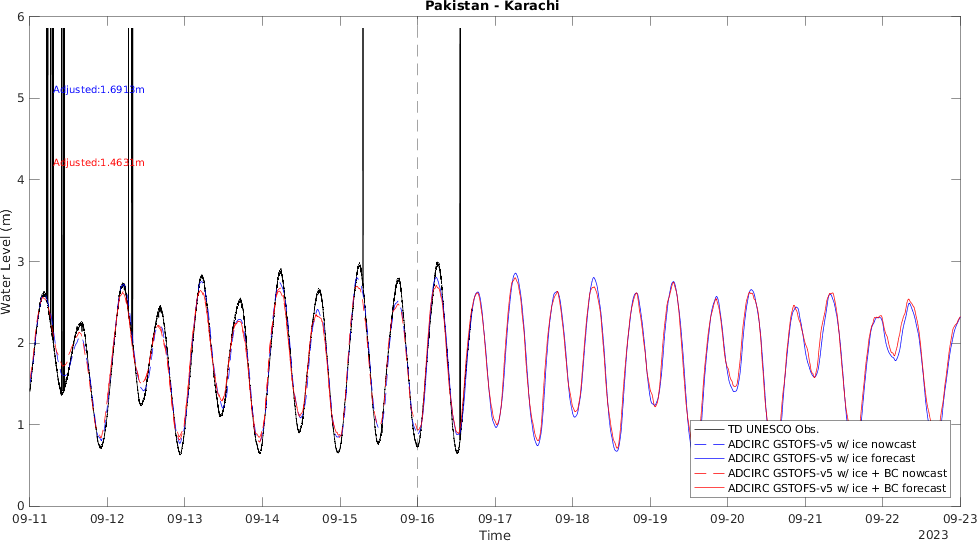 Pakistan - Karachi
6
5
4
3
2
1
0
Water Level (m)
Adjusted:1.6913m
Adjusted:1.4631m
TD UNESCO Obs.
ADCIRC GSTOFS-v5 w/ ice nowcast
ADCIRC GSTOFS-v5 w/ ice forecast
ADCIRC GSTOFS-v5 w/ ice + BC nowcast
ADCIRC GSTOFS-v5 w/ ice + BC forecast
09-11 09-12 09-13 09-14 09-15 09-16 09-17 09-18 09-19 09-20 09-21 09-22 09-23
Time
2023